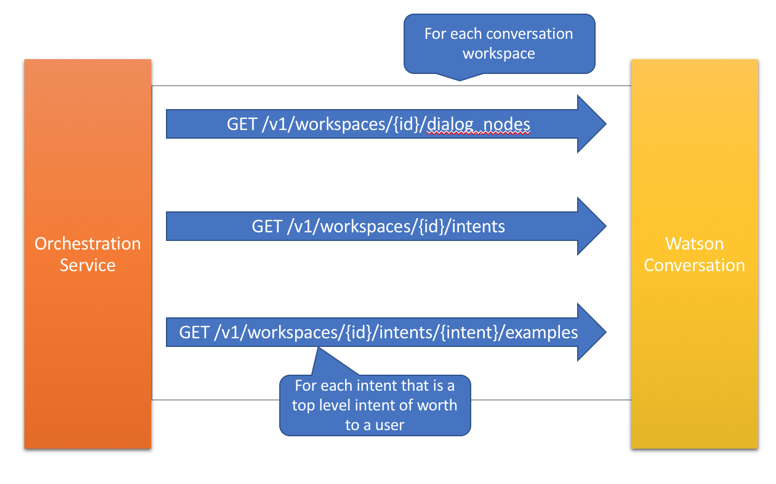 For each conversation
workspace
GET /v1/workspaces/{id}/dialog_nodes
GET /v1/workspaces/{id}/intents
Orchestration
Service
Watson
Conversation
GET /v1/workspaces/{id}/intents/{intent}/examples
For each intent that is a
top level intent of worth
to a user